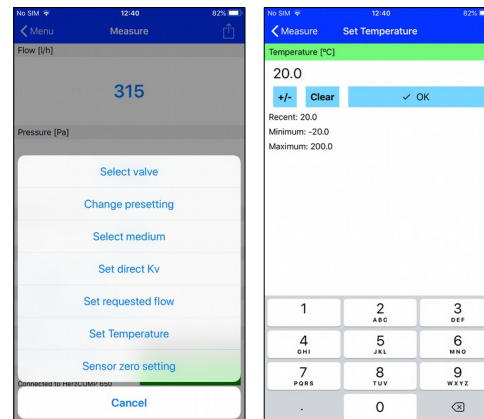 No SIM 12:40 82%
Menu Measure
Flow [l/h]
315
Pressure [Pa]
Select valve
Change presetting
Select medium
Set direct Kv
Set requested flow
Set Temperature
Sensor zero setting
Connected to HerzCOMP 650
Cancel
No SIM 12:40 82%
Measure Set Temperature
Temperature [°C]
20.0
+/- Clear ✓ OK
Recent: 20.0
Minimum: -20.0
Maximum: 200.0
1 2 3
ABC DEF
4 5 6
GHI JKL MNO
7 8 9
PQRS TUV WXYZ
. 0